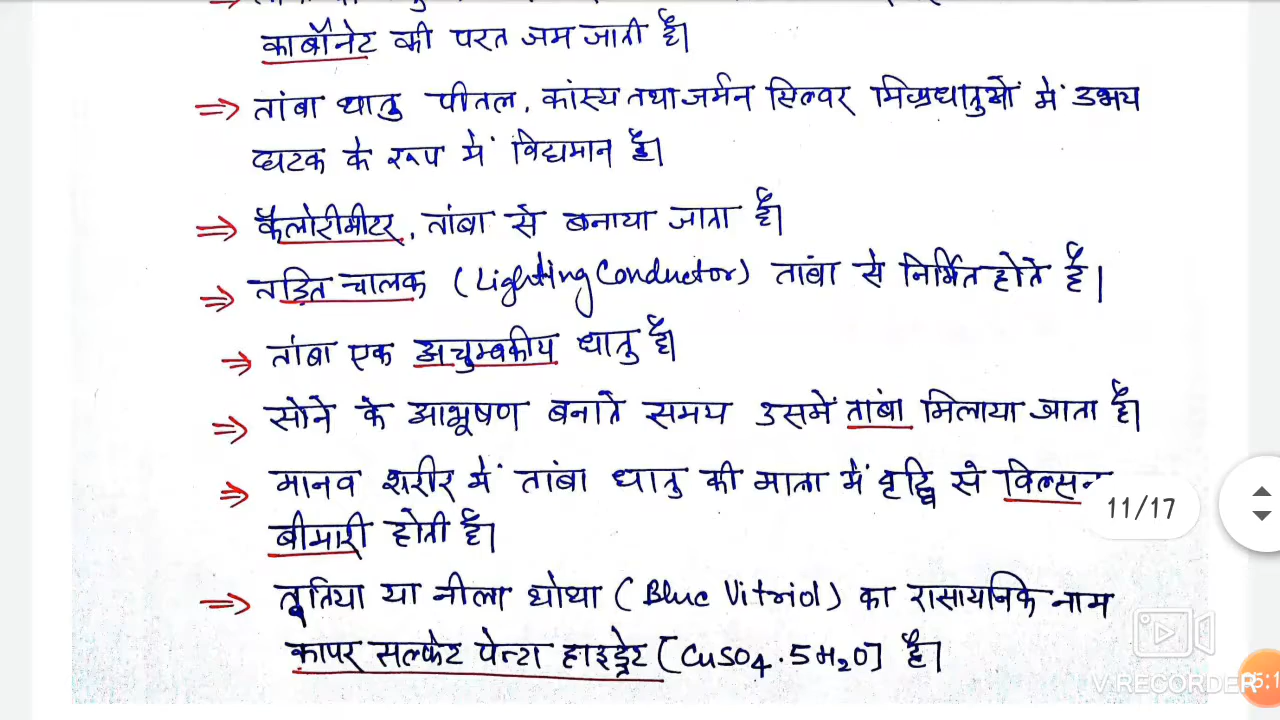 कार्बोनेट की परत जम जाती है।
⇒ तांबा धातु पीतल, कांस्य तथा जर्मन सिल्वर मिश्रधातुओं में उभय
घटक के रूप में विद्यमान है।
⇒ कैलोरीमीटर, तांबा से बनाया जाता है।
⇒ तड़ित चालक (Lighting Conductor) तांबा से निर्मित होते है।
⇒ तांबा एक अचुम्बकीय धातु है।
⇒ सोने के आभूषण बनाते समय उसमें तांबा मिलाया जाता है।
⇒ मानव शरीर में तांबा धातु की मात्रा में वृद्धि से विल्सन
11/17
बीमारी होती है।
⇒ तूतिया या नीला थोथा (Blue Vitriol) का रासायनिक नाम
कापर सल्फेट पेन्टा हाइड्रेट [CuSO4.5H2O] है।
V.RECORDER